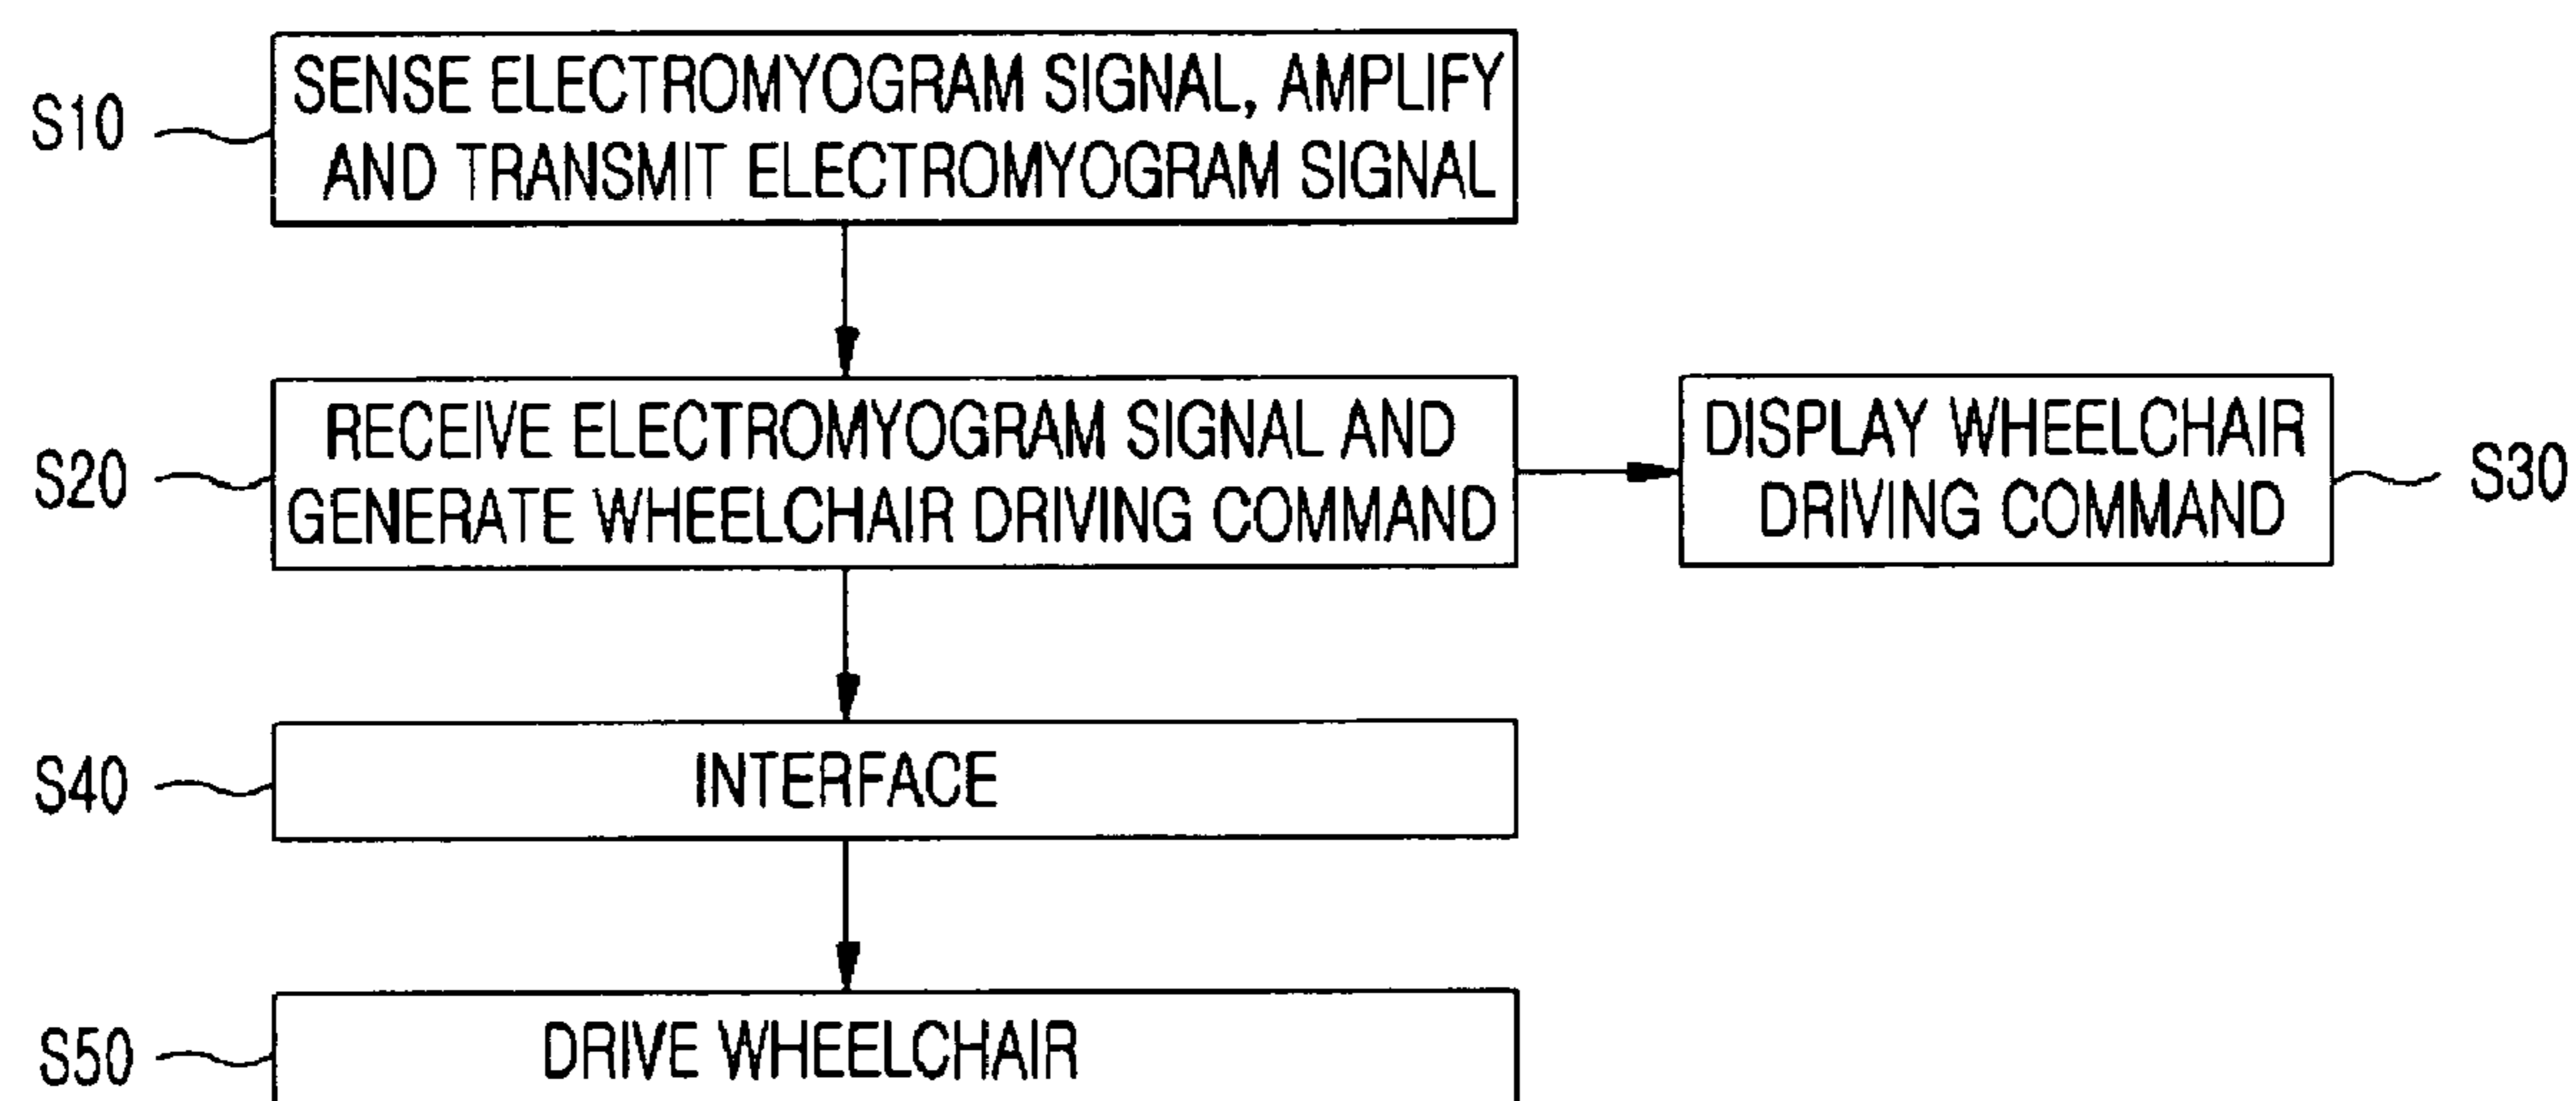 S10
SENSE ELECTROMYOGRAM SIGNAL, AMPLIFY
AND TRANSMIT ELECTROMYOGRAM SIGNAL
S20
RECEIVE ELECTROMYOGRAM SIGNAL AND
GENERATE WHEELCHAIR DRIVING COMMAND
DISPLAY WHEELCHAIR
DRIVING COMMAND
S30
S40
INTERFACE
S50
DRIVE WHEELCHAIR